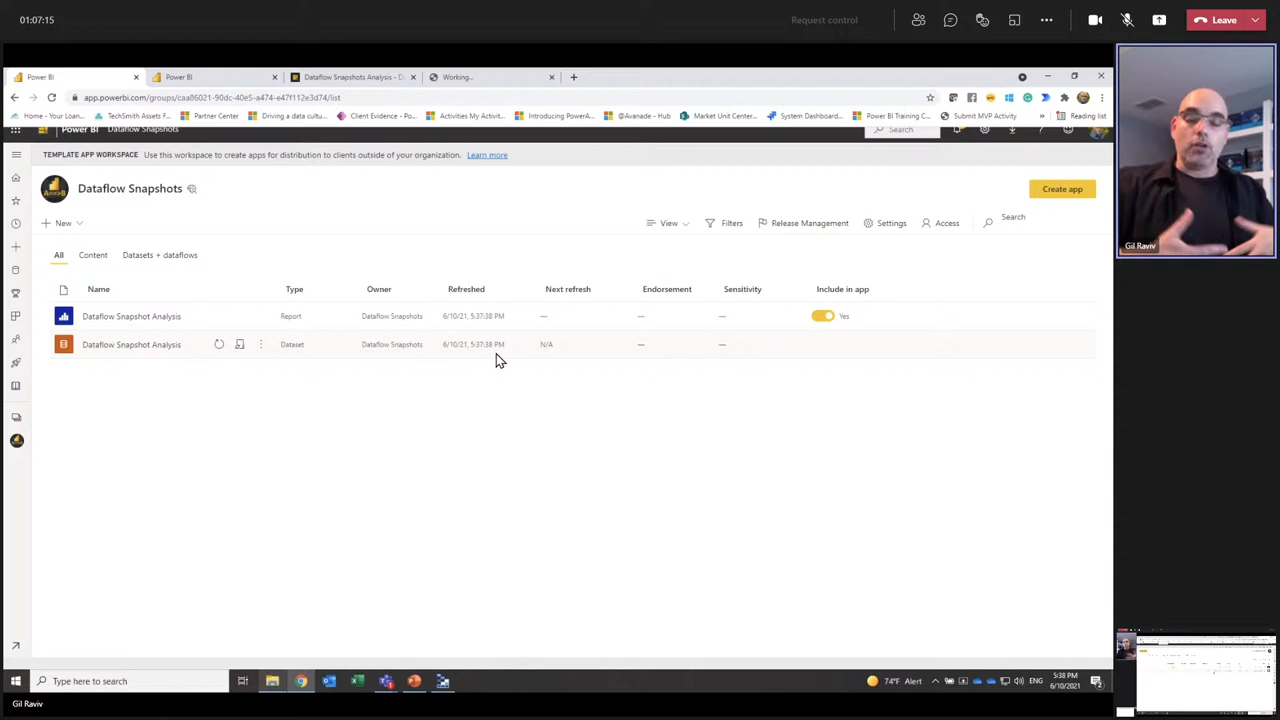 01:07:15
Request control
Leave
Power BI
Power BI
Dataflow Snapshots Analysis - D
Working...
app.powerbi.com/groups/caa86021-90dc-40e5-a474-e47f112e3d74/list
Home - Your Loan...
TechSmith Assets F...
Partner Center
Driving a data cultu...
Client Evidence - Po...
Activities My Activit...
Introducing PowerA...
@Avanade - Hub
Market Unit Center...
System Dashboard...
Power BI Training C...
Submit MVP Activity
»
Reading list
Power BI
Dataflow Snapshots
Search
TEMPLATE APP WORKSPACE Use this workspace to create apps for distribution to clients outside of your organization. Learn more
Dataflow Snapshots
Create app
New
View
Filters
Release Management
Settings
Access
Search
All Content Datasets + dataflows
Name Type Owner Refreshed Next refresh Endorsement Sensitivity Include in app
Dataflow Snapshot Analysis Report Dataflow Snapshots 6/10/21, 5:37:38 PM — — — Yes
Dataflow Snapshot Analysis Dataset Dataflow Snapshots 6/10/21, 5:37:38 PM N/A — —
Gil Raviv
Type here to search
74°F Alert
ENG
5:38 PM
6/10/2021
2
Gil Raviv